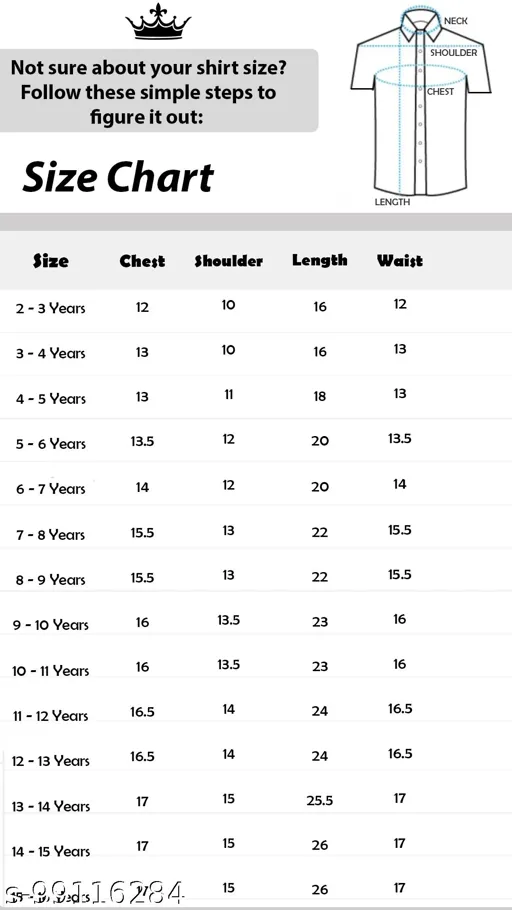 NECK
SHOULDER
CHEST
LENGTH
Not sure about your shirt size?
Follow these simple steps to
figure it out:
Size Chart
Size Chest Shoulder Length Waist
2 - 3 Years 12 10 16 12
3 - 4 Years 13 10 16 13
4 - 5 Years 13 11 18 13
5 - 6 Years 13.5 12 20 13.5
6 - 7 Years 14 12 20 14
7 - 8 Years 15.5 13 22 15.5
8 - 9 Years 15.5 13 22 15.5
9 - 10 Years 16 13.5 23 16
10 - 11 Years 16 13.5 23 16
11 - 12 Years 16.5 14 24 16.5
12 - 13 Years 16.5 14 24 16.5
13 - 14 Years 17 15 25.5 17
14 - 15 Years 17 15 26 17
Years 15 26 17
s-99116284